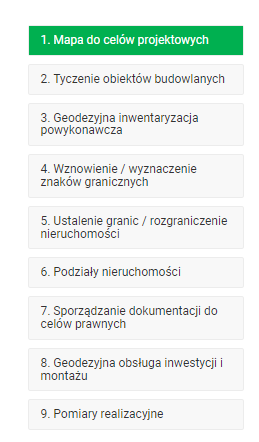 1. Mapa do celów projektowych
2. Tyczenie obiektów budowlanych
3. Geodezyjna inwentaryzacja
powykonawcza
4. Wznowienie / wyznaczenie
znaków granicznych
5. Ustalenie granic / rozgraniczenie
nieruchomości
6. Podziały nieruchomości
7. Sporządzanie dokumentacji do
celów prawnych
8. Geodezyjna obsługa inwestycji i
montażu
9. Pomiary realizacyjne